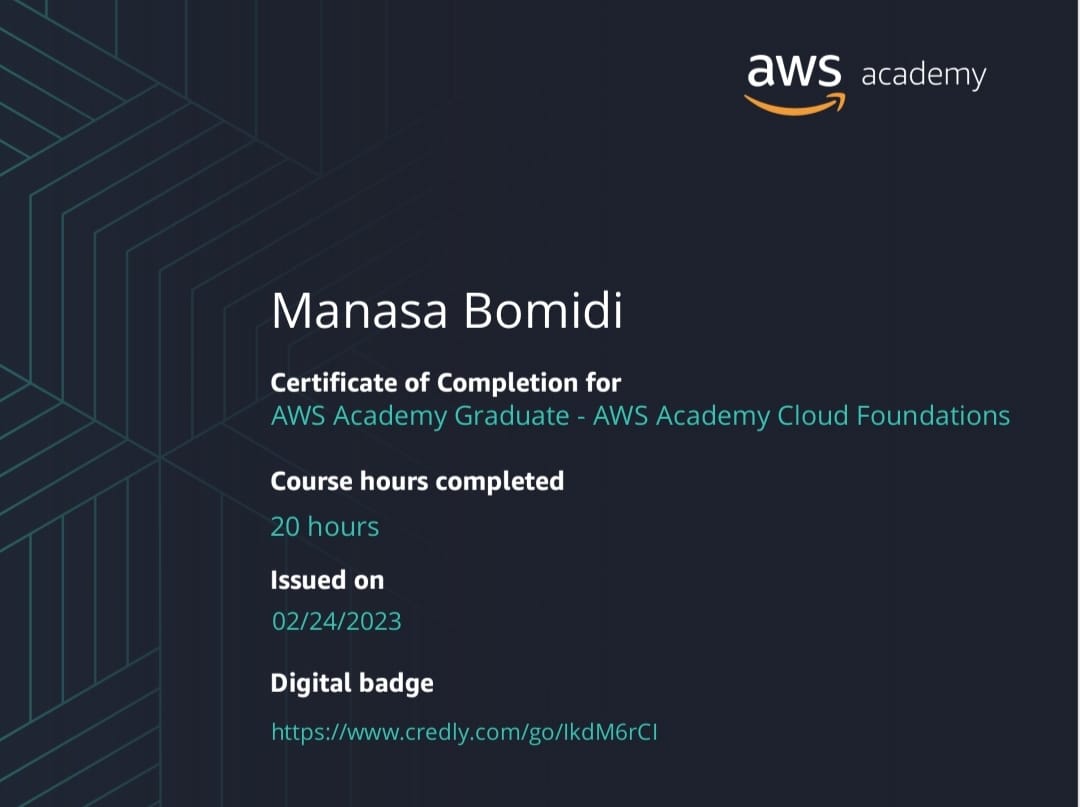 aws academy
Manasa Bomidi
Certificate of Completion for
AWS Academy Graduate - AWS Academy Cloud Foundations
Course hours completed
20 hours
Issued on
02/24/2023
Digital badge
https://www.credly.com/go/IkdM6rCI